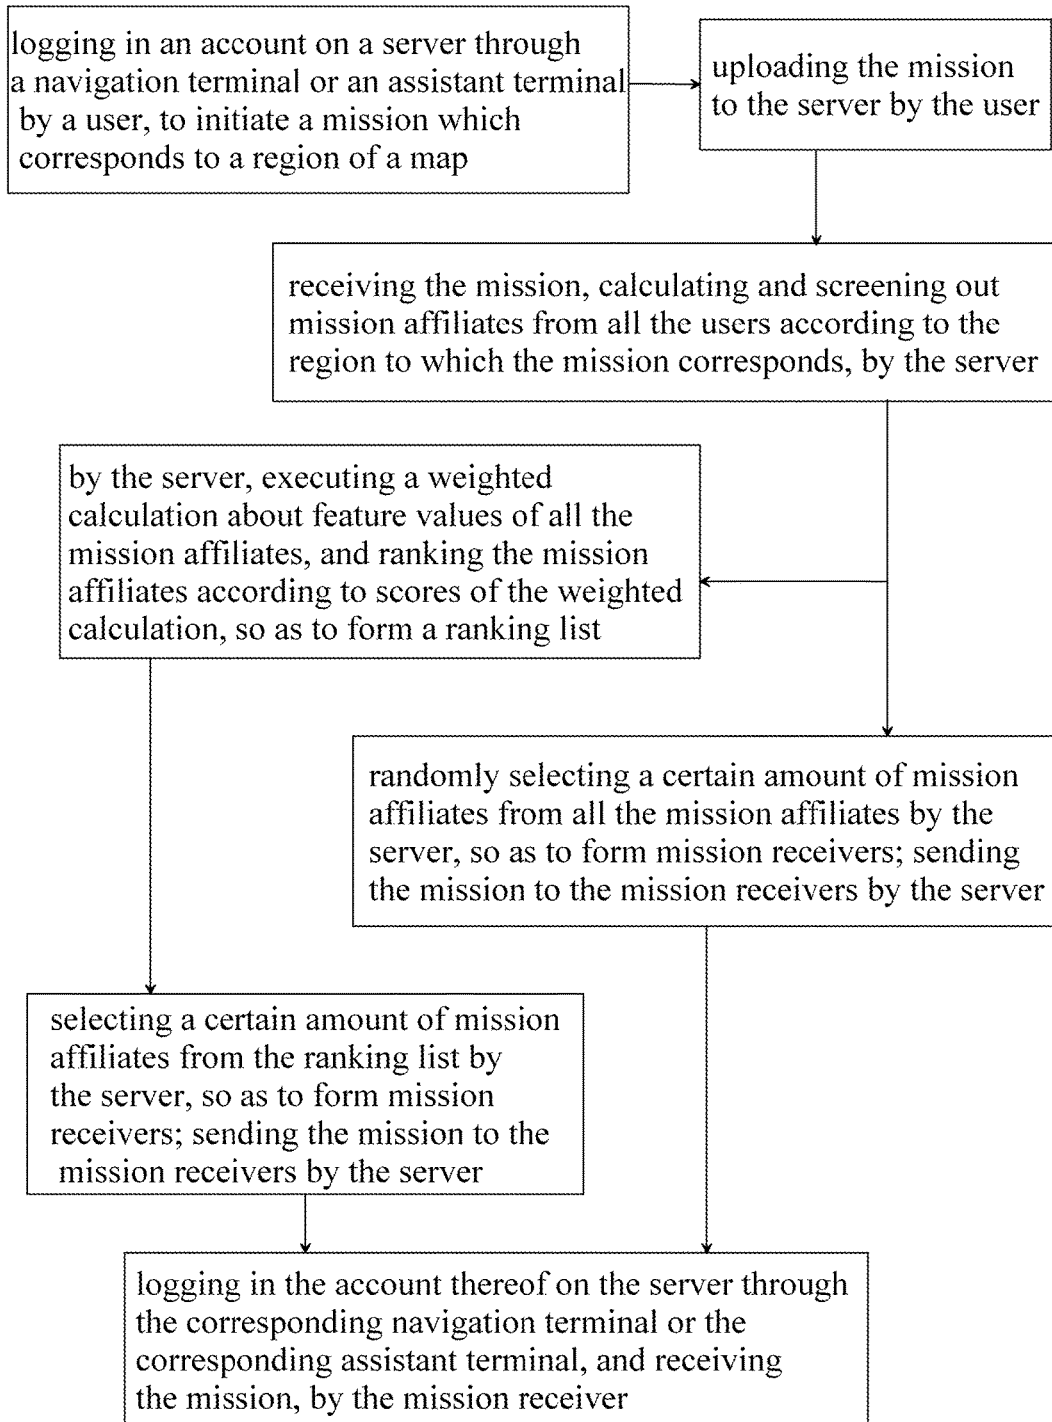 logging in an account on a server through
a navigation terminal or an assistant terminal
by a user, to initiate a mission which
corresponds to a region of a map
uploading the mission
to the server by the user
receiving the mission, calculating and screening out
mission affiliates from all the users according to the
region to which the mission corresponds, by the server
by the server, executing a weighted
calculation about feature values of all the
mission affiliates, and ranking the mission
affiliates according to scores of the weighted
calculation, so as to form a ranking list
randomly selecting a certain amount of mission
affiliates from all the mission affiliates by the
server, so as to form mission receivers; sending
the mission to the mission receivers by the server
selecting a certain amount of mission
affiliates from the ranking list by
the server, so as to form mission
receivers; sending the mission to the
mission receivers by the server
logging in the account thereof on the server through
the corresponding navigation terminal or the
corresponding assistant terminal, and receiving
the mission, by the mission receiver